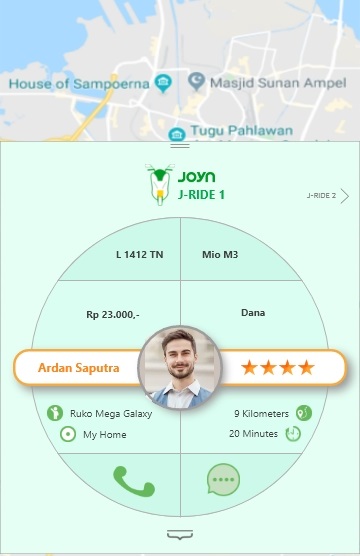 House of Sampoerna
Masjid Sunan Ampel
Tugu Pahlawan
JOYN
J-RIDE 1
J-RIDE 2
L 1412 TN
Mio M3
Rp 23.000,-
Dana
Ardan Saputra
Ruko Mega Galaxy
9 Kilometers
My Home
20 Minutes